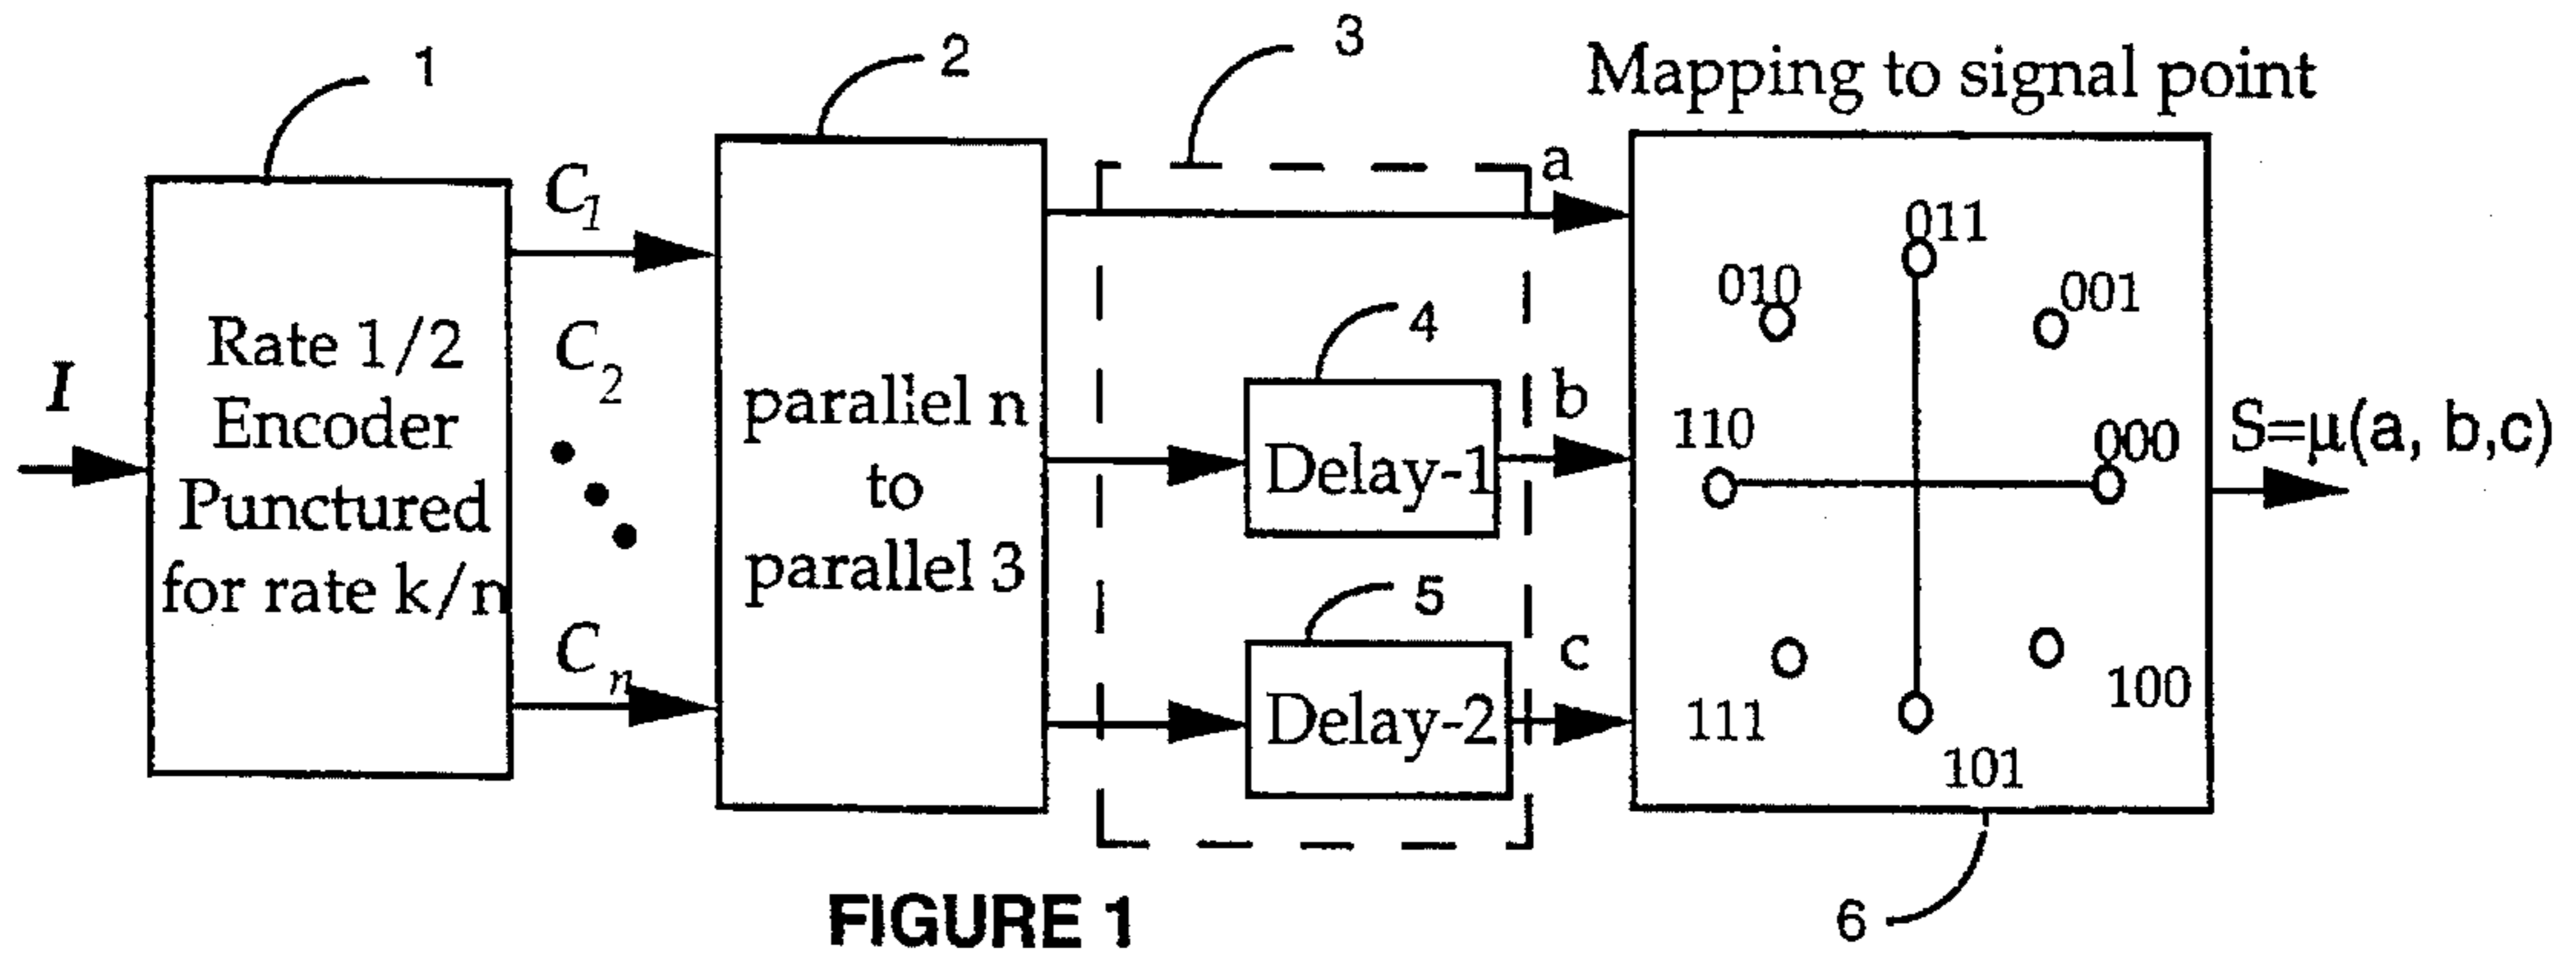 1
2
3
Mapping to signal point
I
Rate 1/2
Encoder
Punctured
for rate k/n
C1
C2
Cn
parallel n
to
parallel 3
a
4
Delay-1
b
5
Delay-2
c
011
010
001
110
000
111
100
101
S=μ(a, b,c)
6
FIGURE 1